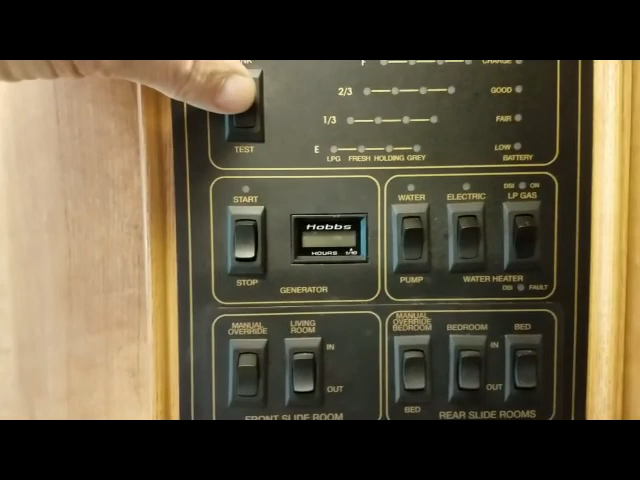 F
CHARGE
2/3
GOOD
1/3
FAIR
TEST
E
LPG FRESH HOLDING GREY
LOW
BATTERY
START
STOP
Hobbs
HOURS 1/10
GENERATOR
WATER
PUMP
ELECTRIC
DSI ON
LP GAS
WATER HEATER
DSI FAULT
MANUAL
OVERRIDE
LIVING
ROOM
IN
OUT
FRONT SLIDE ROOM
MANUAL
OVERRIDE
BEDROOM
BED
BEDROOM
IN
OUT
BED
REAR SLIDE ROOMS